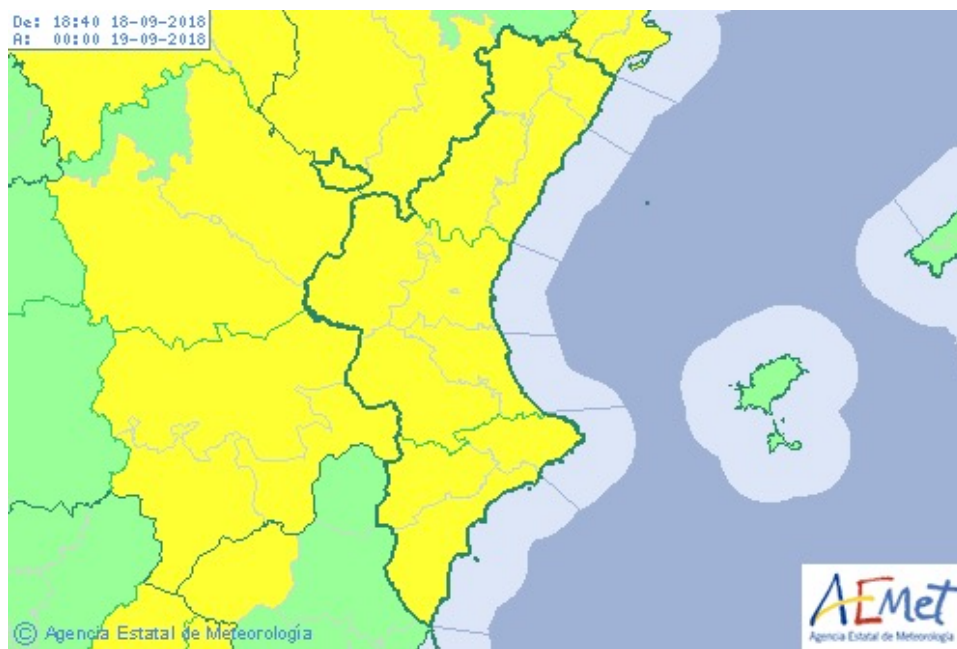 De: 18:40 18-09-2018
A: 00:00 19-09-2018
© Agencia Estatal de Meteorología
AEMet
Agencia Estatal de Meteorología